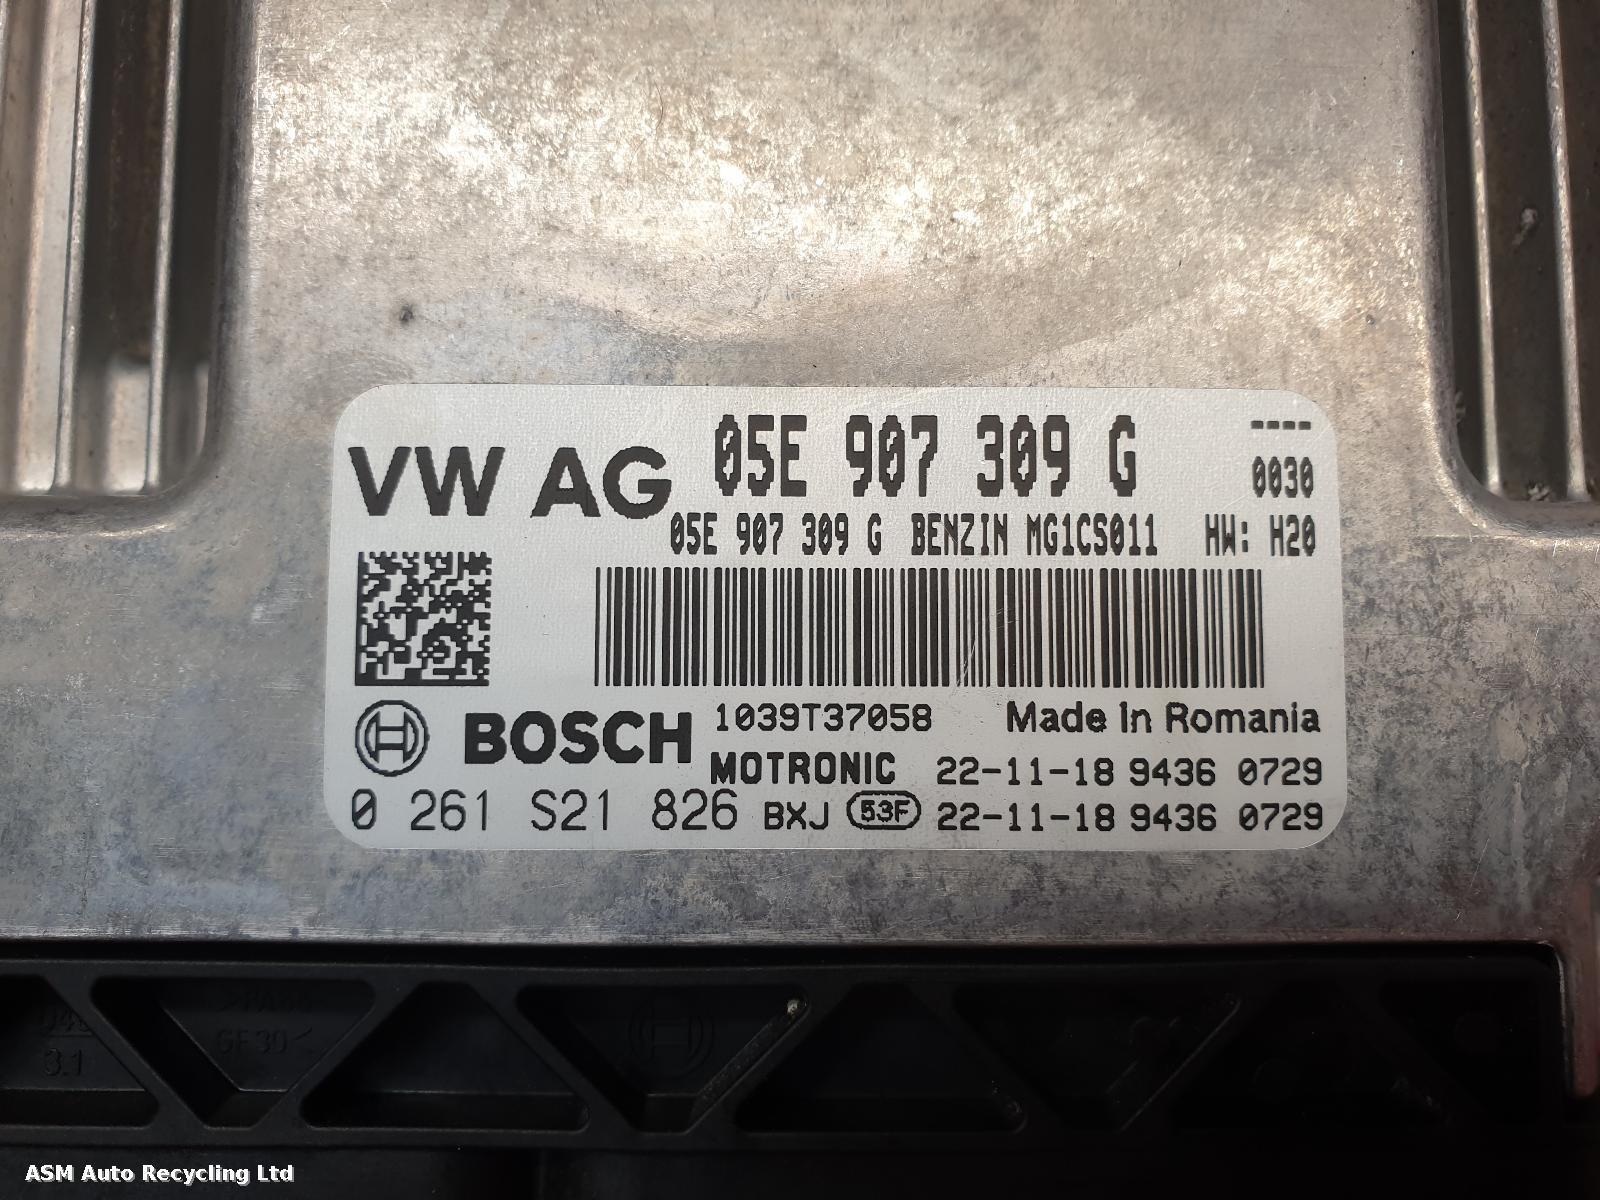 VW AG 05E 907 309 G ----
0030
05E 907 309 G BENZIN MG1CS011 HW: H20
BOSCH 1039T37058 Made In Romania
MOTRONIC 22-11-18 9436 0729
0 261 S21 826 BXJ 53F 22-11-18 9436 0729
GF30
3.1
ASM Auto Recycling Ltd